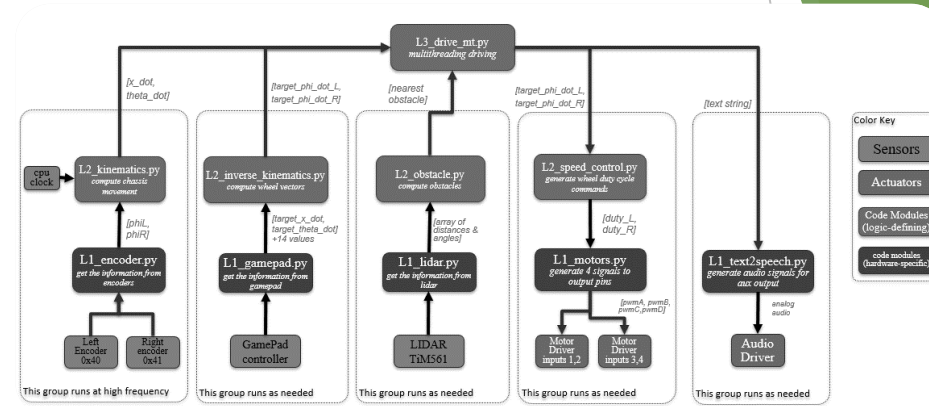 L3_drive_mt.py
multithreading driving
[x_dot,
theta_dot]
[target_phi_dot_L,
target_phi_dot_R]
[nearest
obstacle]
[target_phi_dot_L,
target_phi_dot_R]
[text string]
cpu
clock
L2_kinematics.py
compute chassis
movement
L2_inverse_kinematics.py
compute wheel vectors
L2_obstacle.py
compute obstacles
L2_speed_control.py
generate wheel duty cycle
commands
[phiL,
phiR]
[target_x_dot,
target_theta_dot]
+14 values
[array of
distances &
angles]
[duty_L,
duty_R]
L1_encoder.py
get the information from
encoders
L1_gamepad.py
get the information from
gamepad
L1_lidar.py
get the information from
lidar
L1_motors.py
generate 4 signals to
output pins
L1_text2speech.py
generate audio signals for
aux output
[pwmA, pwmB,
pwmC,pwmD]
analog
audio
Left
Encoder
0x40
Right
encoder
0x41
GamePad
controller
LIDAR
TiM561
Motor
Driver
inputs 1,2
Motor
Driver
inputs 3,4
Audio
Driver
This group runs at high frequency
This group runs as needed
This group runs as needed
This group runs as needed
This group runs as needed
Color Key
Sensors
Actuators
Code Modules
(logic-defining)
code modules
(hardware-specific)